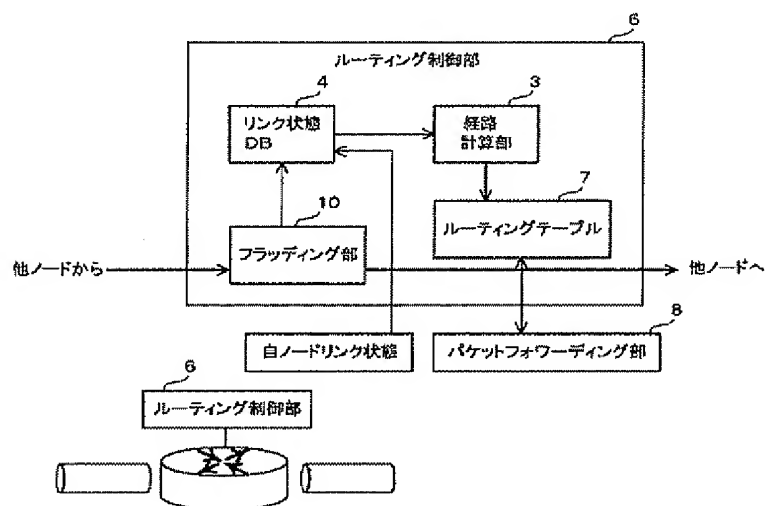 6
ルーティング制御部
4
リンク状態
DB
3
経路
計算部
7
ルーティングテーブル
10
フラッディング部
他ノードから
他ノードへ
自ノードリンク状態
8
パケットフォワーディング部
6
ルーティング制御部